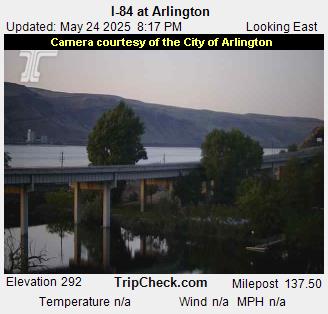 I-84 at Arlington
Updated: May 24 2025 8:17 PM Looking East
Camera courtesy of the City of Arlington
Elevation 292 TripCheck.com Milepost 137.50
Temperature n/a Wind n/a MPH n/a